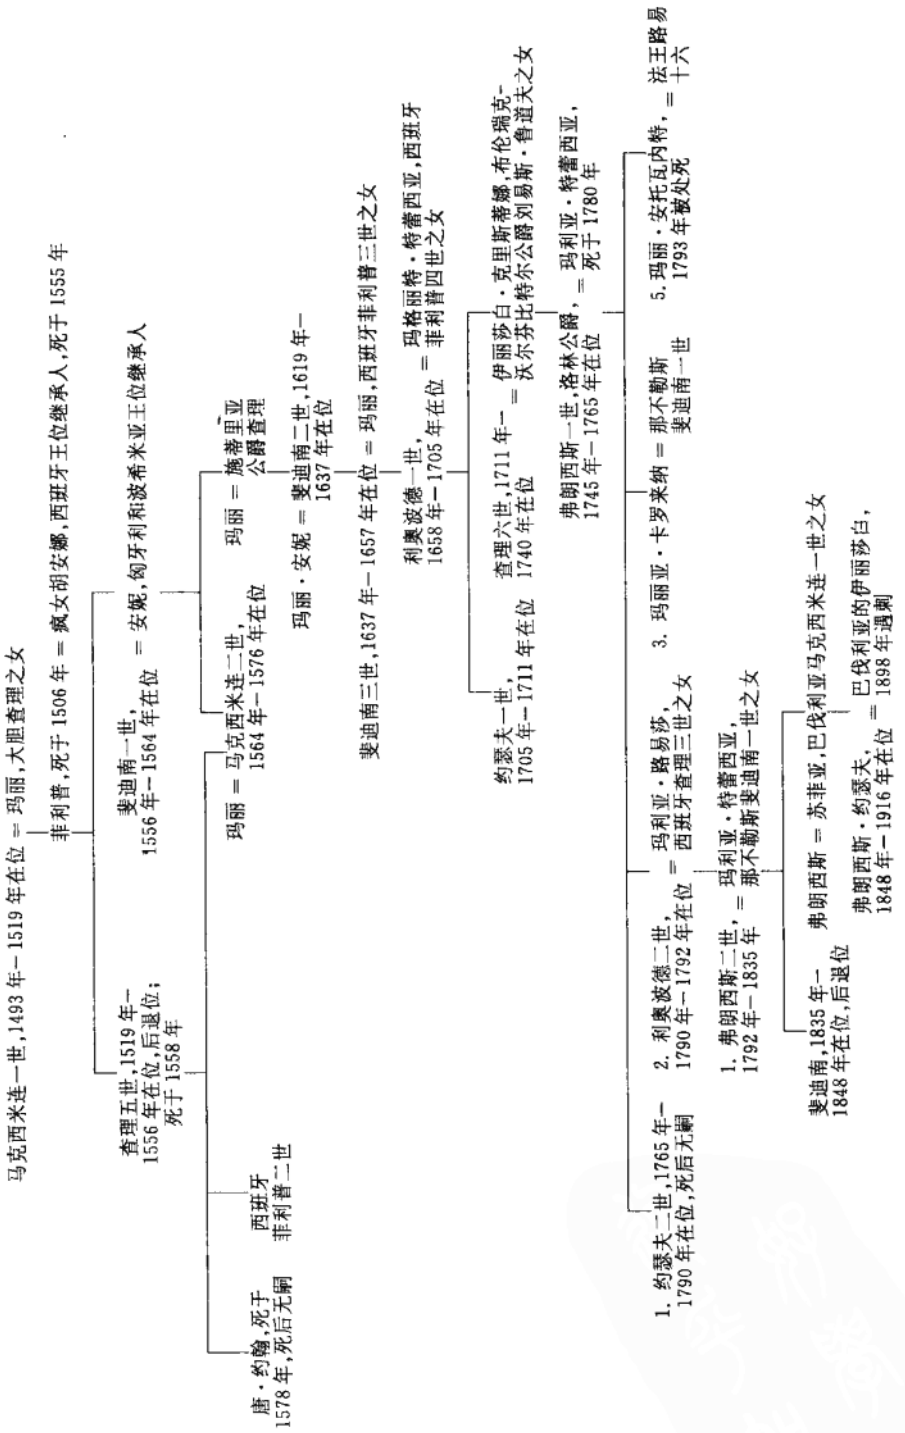 马克西米连一世,1493年-1519年在位 = 玛丽,大胆查理之女
菲利普,死于1506年 = 疯女胡安娜,西班牙王位继承人,死于1555年
查理五世,1519年-
1556年在位,后退位;
死于1558年
斐迪南一世,
1556年-1564年在位 = 安妮,匈牙利和波希米亚王位继承人
唐·约翰,死于
1578年,死后无嗣
西班牙
菲利普二世
玛丽 = 马克西米连二世,
1564年-1576年在位
玛丽 = 施蒂里亚
公爵查理
玛丽·安妮 = 斐迪南二世,1619年-
1637年在位
斐迪南三世,1637年-1657年在位 = 玛丽,西班牙菲利普三世之女
利奥波德一世,
1658年-1705年在位 = 玛格丽特·特蕾西亚,西班牙
菲利普四世之女
约瑟夫一世,
1705年-1711年在位
查理六世,1711年-
1740年在位 = 伊丽莎白·克里斯蒂娜,布伦瑞克-
沃尔芬比特尔公爵刘易斯·鲁道夫之女
弗朗西斯一世,洛林公爵,
1745年-1765年在位 = 玛利亚·特蕾西亚,
死于1780年
1. 约瑟夫二世,1765年-
1790年在位,死后无嗣
2. 利奥波德二世,
1790年-1792年在位 = 玛利亚·路易莎,
西班牙查理三世之女
3. 玛丽亚·卡罗来纳 = 那不勒斯
斐迪南一世
5. 玛丽·安托瓦内特,
1793年被处死 = 法王路易
十六
1. 弗朗西斯二世,
1792年-1835年 = 玛利亚·特蕾西亚,
那不勒斯斐迪南一世之女
斐迪南,1835年-
1848年在位,后退位
弗朗西斯 = 苏菲亚,巴伐利亚马克西米连一世之女
弗朗西斯·约瑟夫,
1848年-1916年在位 = 巴伐利亚的伊丽莎白,
1898年遇刺